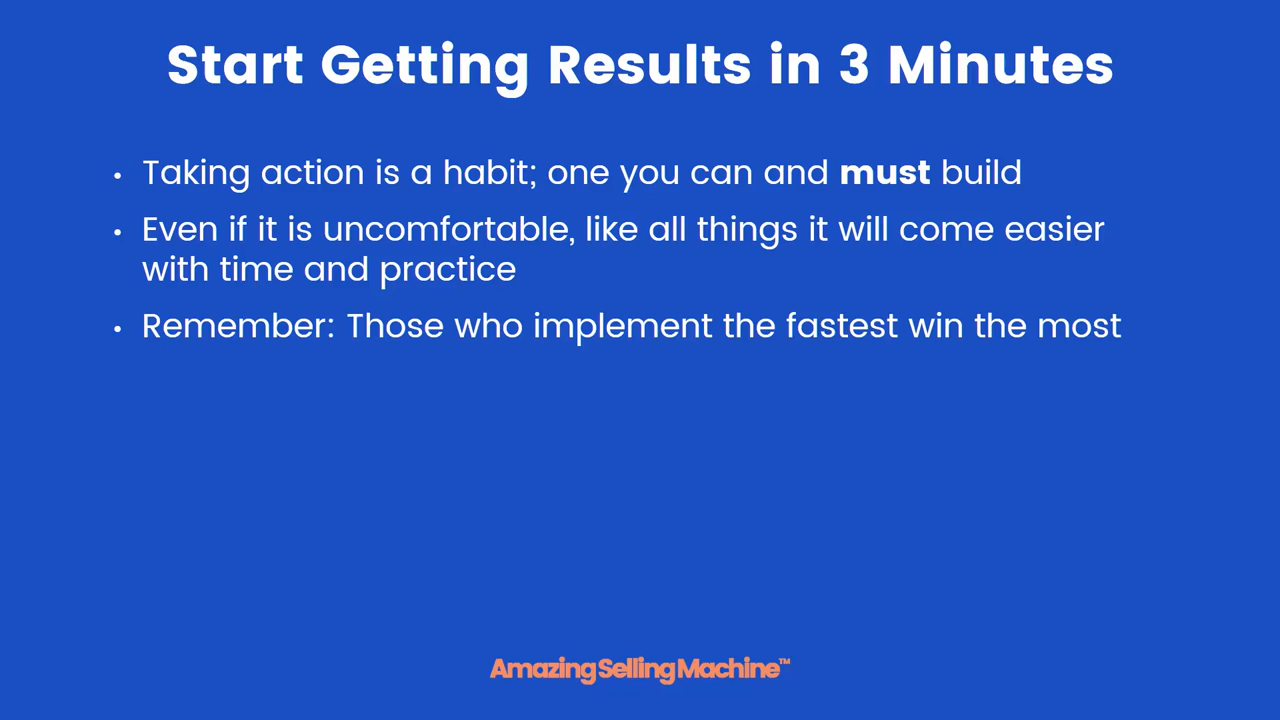 Start Getting Results in 3 Minutes
• Taking action is a habit; one you can and must build
• Even if it is uncomfortable, like all things it will come easier
with time and practice
• Remember: Those who implement the fastest win the most
AmazingSellingMachine™